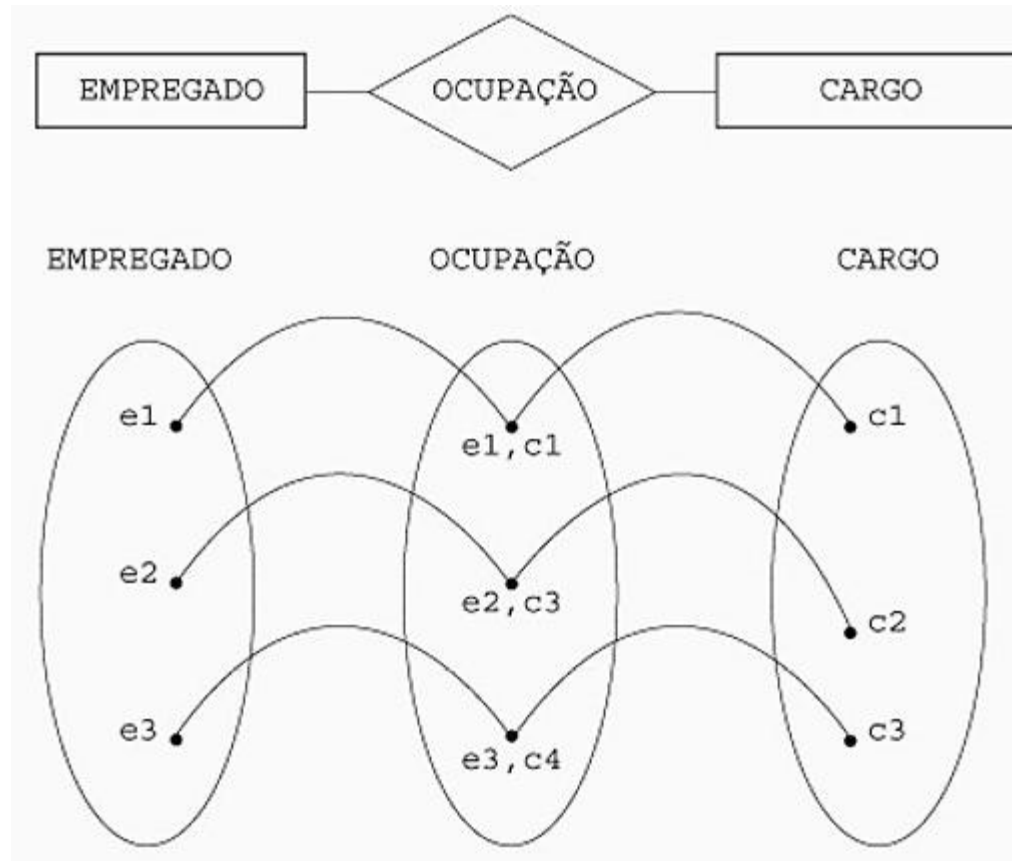 EMPREGADO OCUPAÇÃO CARGO
EMPREGADO OCUPAÇÃO CARGO
e1 e1,c1 c1
e2 e2,c3 c2
e3 e3,c4 c3